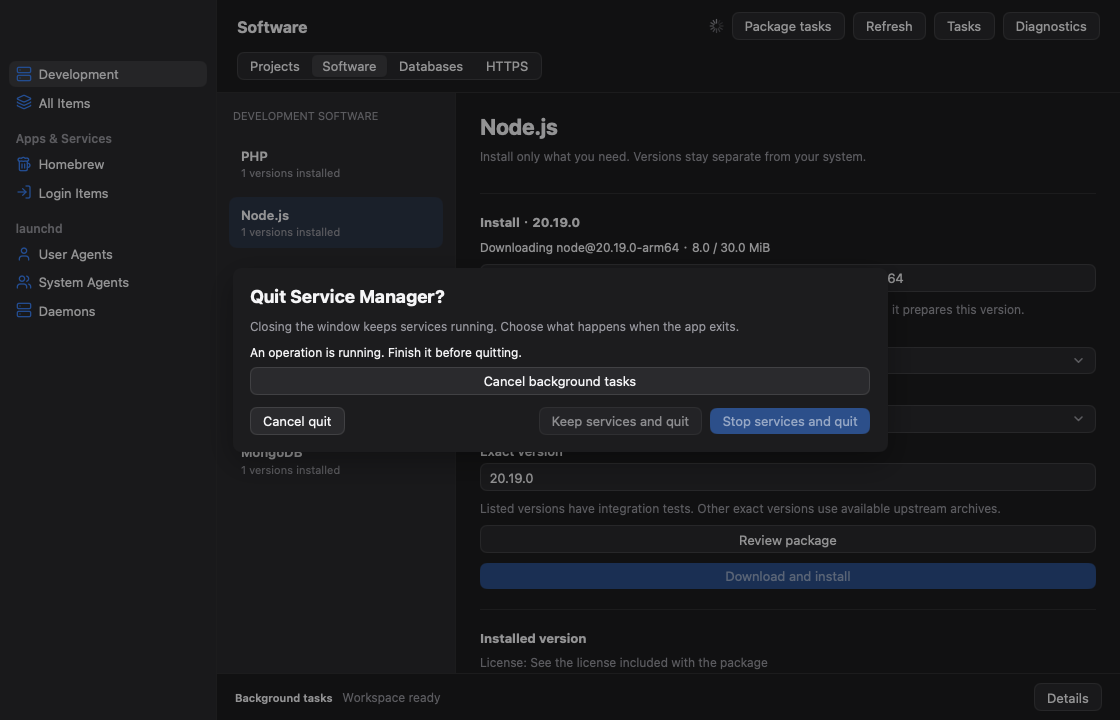 Software
Package tasks
Refresh
Tasks
Diagnostics
Projects
Software
Databases
HTTPS
Development
All Items
Apps & Services
Homebrew
Login Items
launchd
User Agents
System Agents
Daemons
DEVELOPMENT SOFTWARE
PHP
1 versions installed
Node.js
1 versions installed
MongoDB
1 versions installed
Node.js
Install only what you need. Versions stay separate from your system.
Install · 20.19.0
Downloading node@20.19.0-arm64 · 8.0 / 30.0 MiB
64
it prepares this version.
Quit Service Manager?
Closing the window keeps services running. Choose what happens when the app exits.
An operation is running. Finish it before quitting.
Cancel background tasks
Cancel quit
Keep services and quit
Stop services and quit
Exact version
20.19.0
Listed versions have integration tests. Other exact versions use available upstream archives.
Review package
Download and install
Installed version
License: See the license included with the package
Background tasks
Workspace ready
Details